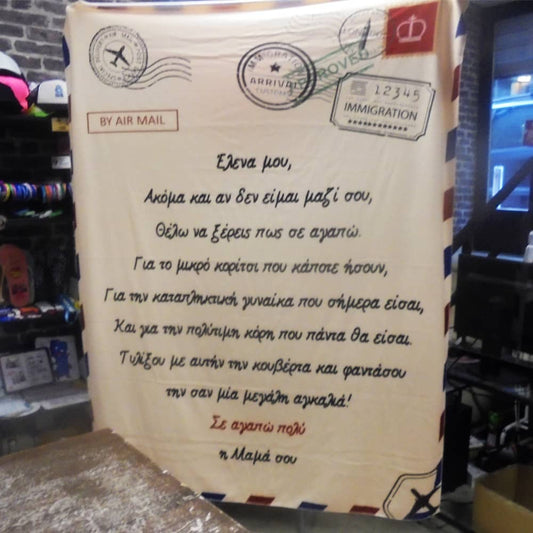 IMMIGRATION
ARRIVAL
CUSTOMS
APPROVED
12345
IMMIGRATION
BY AIR MAIL
Έλενα μου,
Ακόμα και αν δεν είμαι μαζί σου,
Θέλω να ξέρεις πως σε αγαπώ.
Για το μικρό κορίτσι που κάποτε ήσουν,
Για την καταπληκτική γυναίκα που σήμερα είσαι,
Και για την πολύτιμη κόρη που πάντα θα είσαι.
Τυλίξου με αυτήν την κουβέρτα και φαντάσου
την σαν μία μεγάλη αγκαλιά!
Σε αγαπώ πολύ
η Μαμά σου